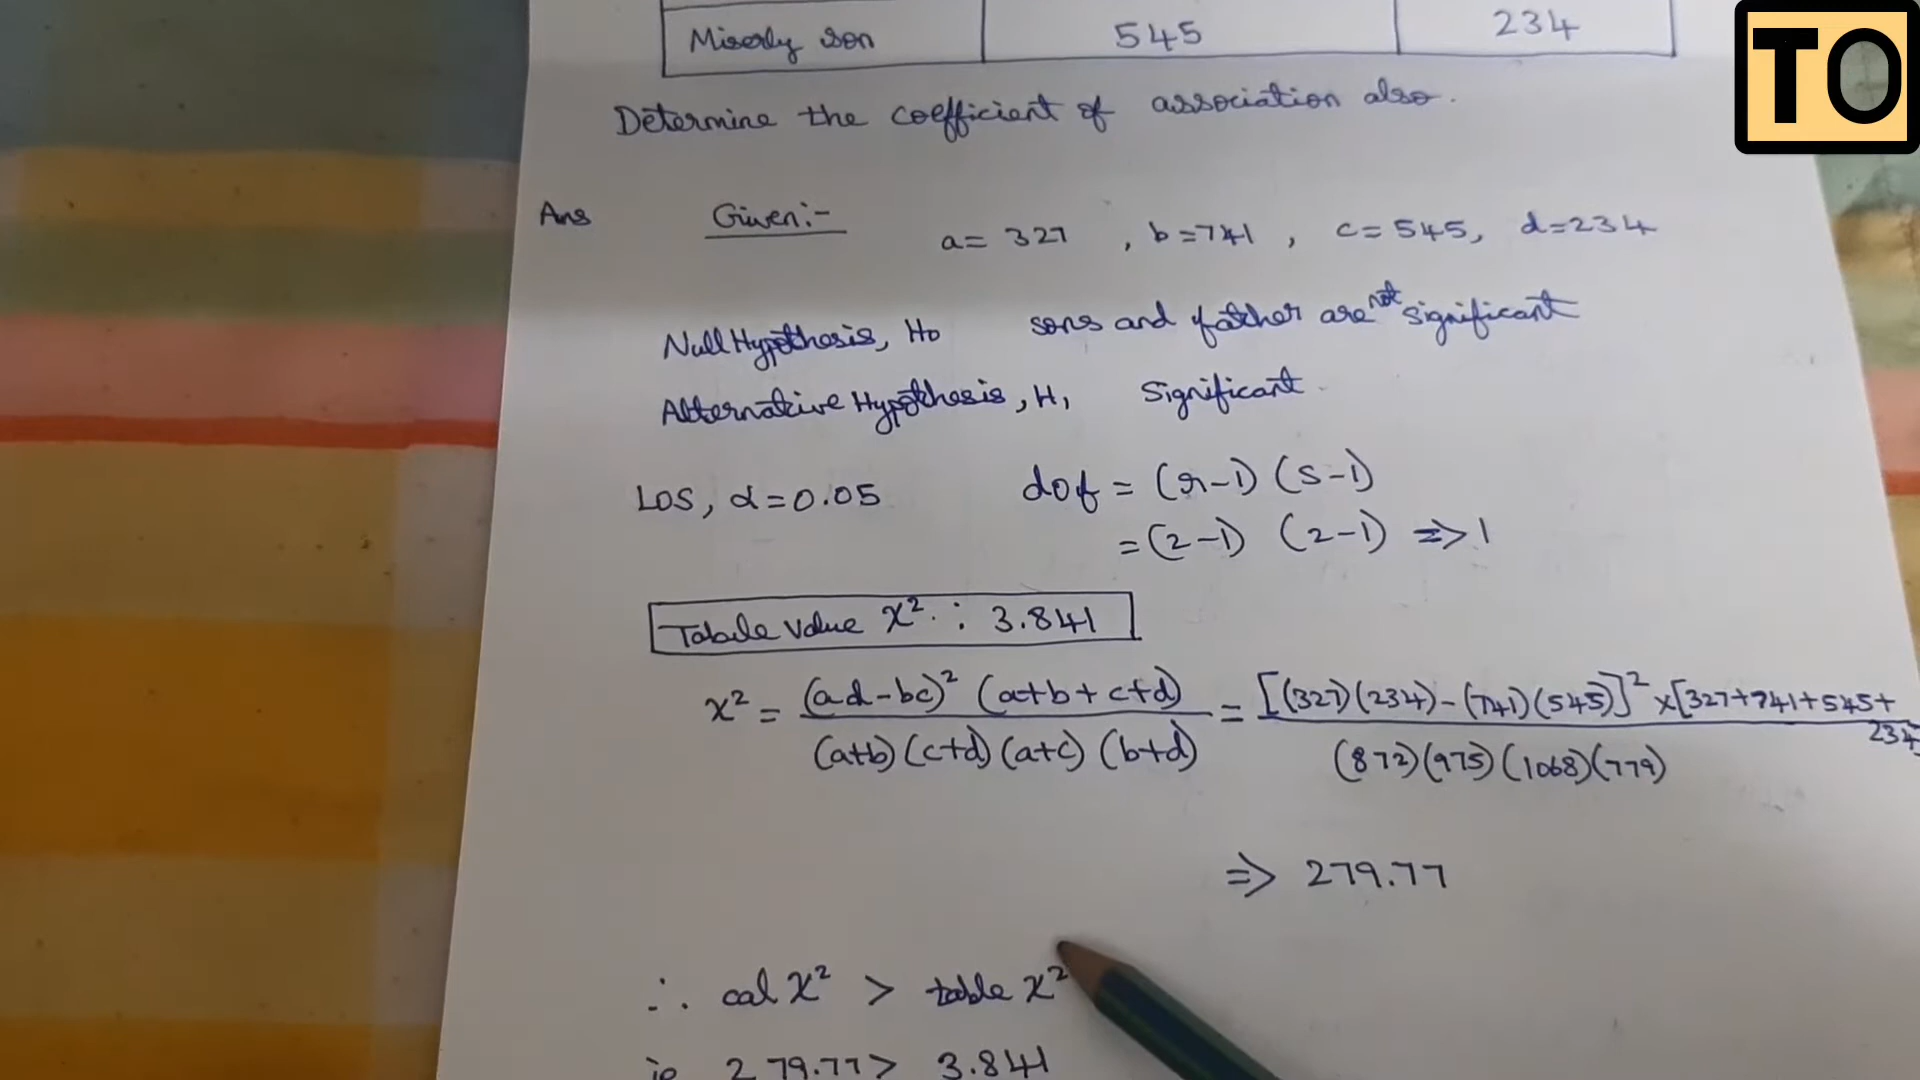 TO
Miserly son 545 234
Determine the coefficient of association also.
Ans Given:- a= 327 , b=741 , c=545, d=234
Null Hypothesis, H0 sons and father are not significant
Alternative Hypothesis, H1 Significant.
LOS, α=0.05 dof = (r-1) (s-1)
=(2-1) (2-1) => 1
Table Value χ² : 3.841
χ² = (ad-bc)² (a+b+c+d) / (a+b)(c+d)(a+c)(b+d) = [(327)(234)-(741)(545)]² x[327+741+545+234 / (872)(975)(1068)(779)
=> 279.77
∴ cal χ² > table χ²
ie 279.77> 3.841